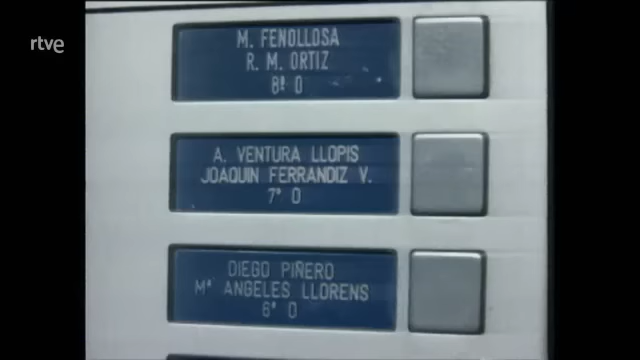 rtve
M. FENOLLOSA
R. M. ORTIZ
8º O
A. VENTURA LLOPIS
JOAQUIN FERRANDIZ V.
7º O
DIEGO PIÑERO
Mª ANGELES LLORENS
6º O